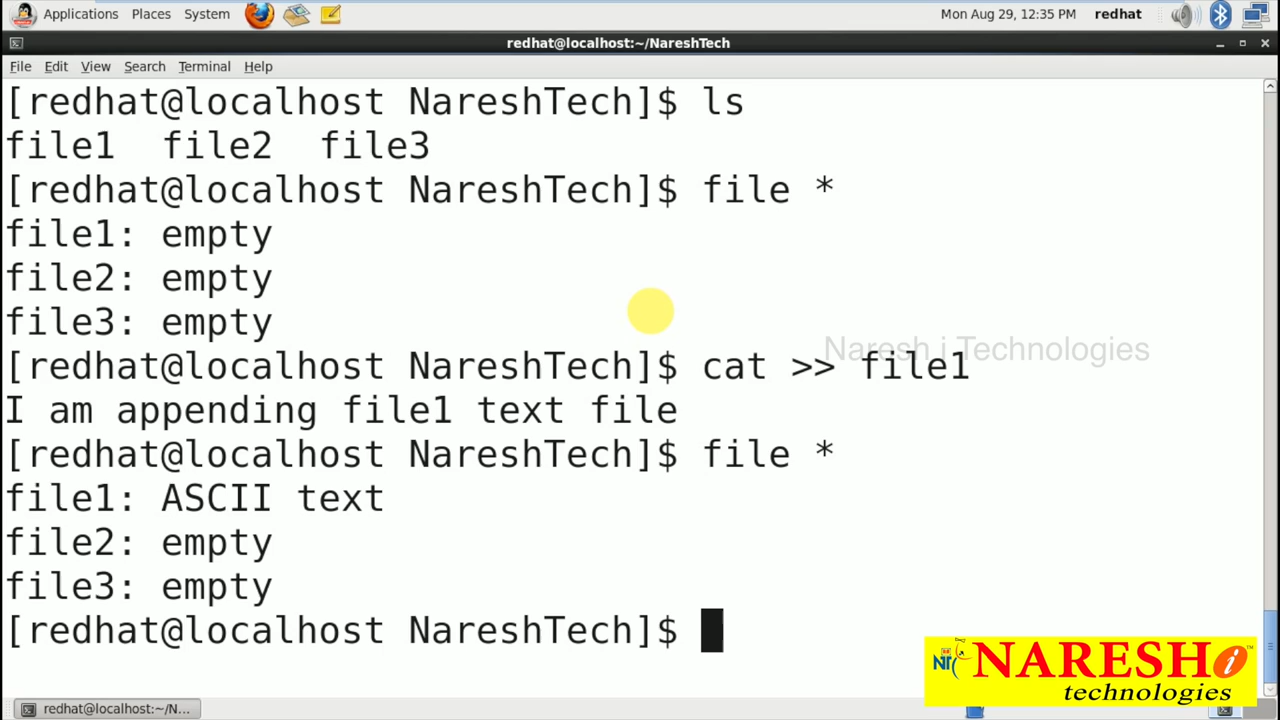 Applications Places System Mon Aug 29, 12:35 PM redhat
redhat@localhost:~/NareshTech
File Edit View Search Terminal Help
[redhat@localhost NareshTech]$ ls
file1 file2 file3
[redhat@localhost NareshTech]$ file *
file1: empty
file2: empty
file3: empty
Naresh i Technologies
[redhat@localhost NareshTech]$ cat >> file1
I am appending file1 text file
[redhat@localhost NareshTech]$ file *
file1: ASCII text
file2: empty
file3: empty
[redhat@localhost NareshTech]$
NiT NARESH i ™
technologies
redhat@localhost:~/N...